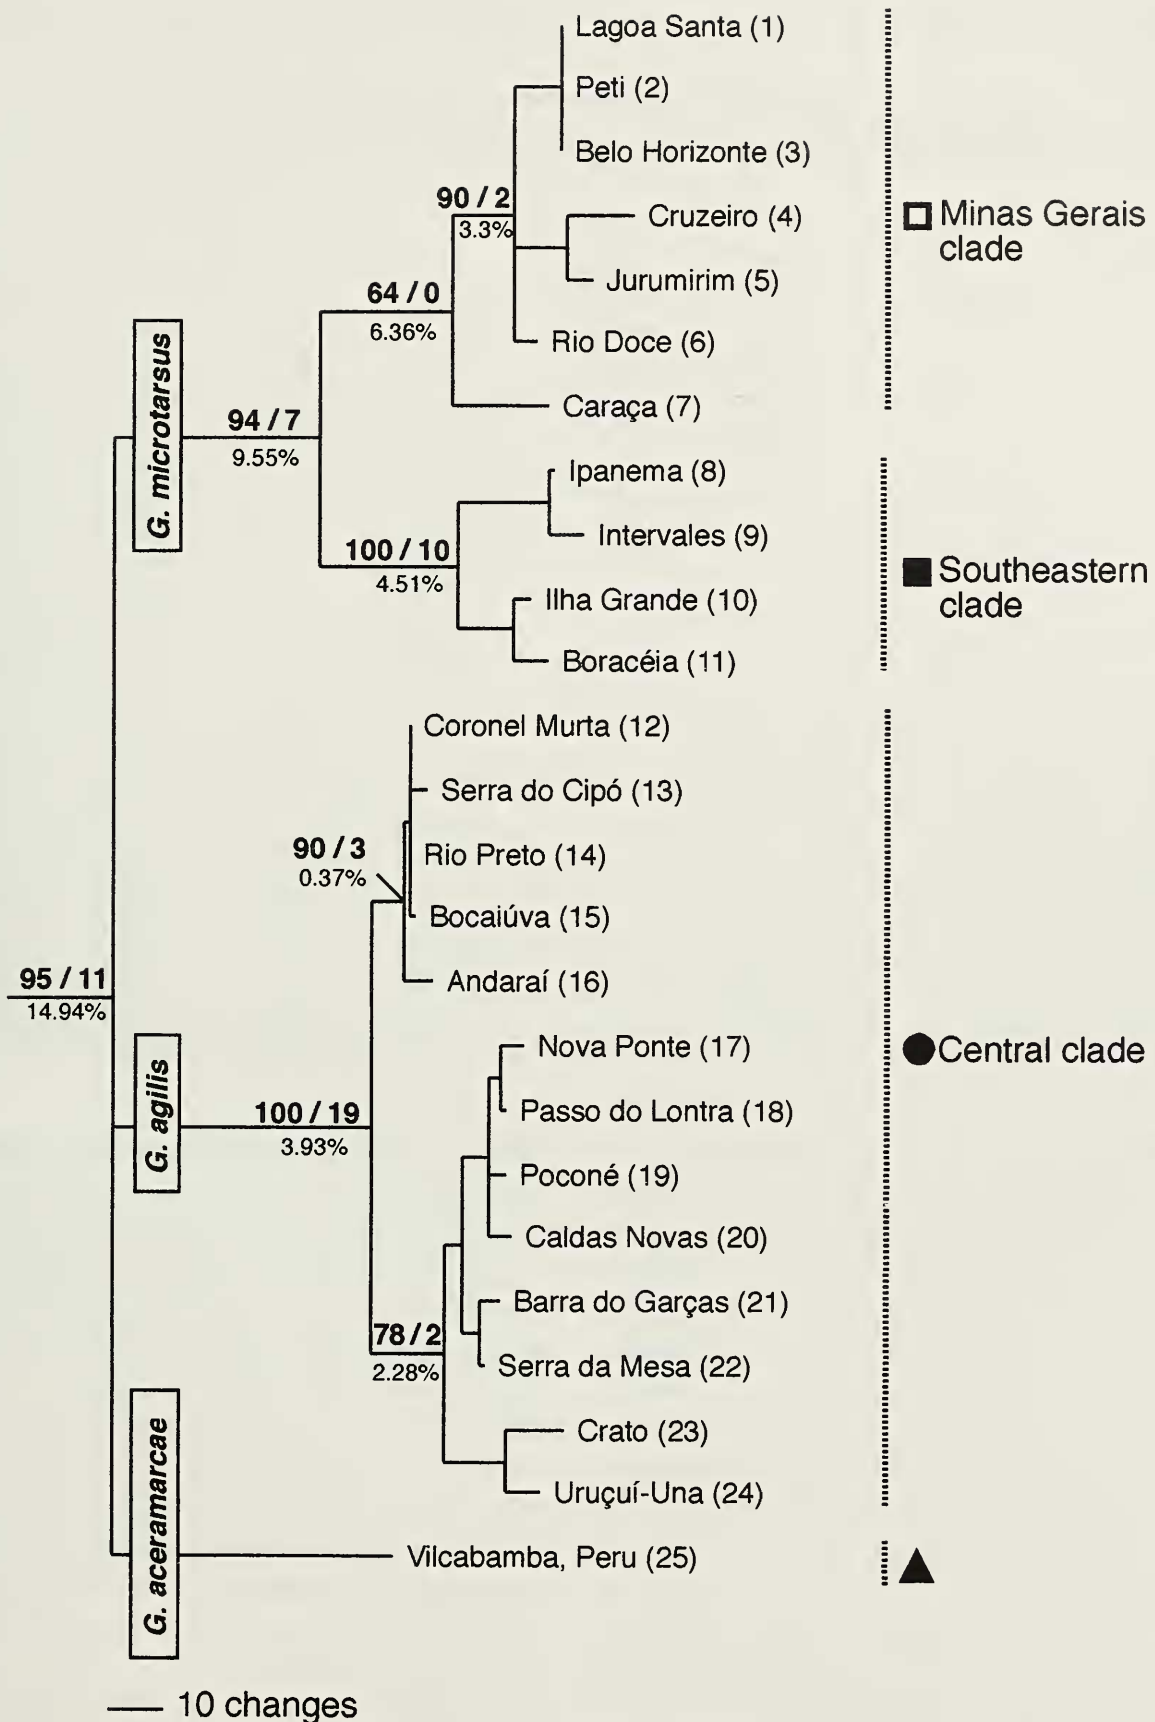 Lagoa Santa (1)
Peti (2)
Belo Horizonte (3)
90 / 2
3.3%
Cruzeiro (4)
Minas Gerais
clade
Jurumirim (5)
64 / 0
6.36%
Rio Doce (6)
Caraça (7)
G. microtarsus
94 / 7
9.55%
Ipanema (8)
Intervales (9)
100 / 10
4.51%
Southeastern
clade
Ilha Grande (10)
Boracéia (11)
Coronel Murta (12)
Serra do Cipó (13)
90 / 3
0.37%
Rio Preto (14)
Bocaiúva (15)
Andaraí (16)
95 / 11
14.94%
Nova Ponte (17)
Central clade
G. agilis
100 / 19
3.93%
Passo do Lontra (18)
Poconé (19)
Caldas Novas (20)
Barra do Garças (21)
78 / 2
2.28%
Serra da Mesa (22)
Crato (23)
Uruçuí-Una (24)
G. aceramarcae
Vilcabamba, Peru (25)
10 changes